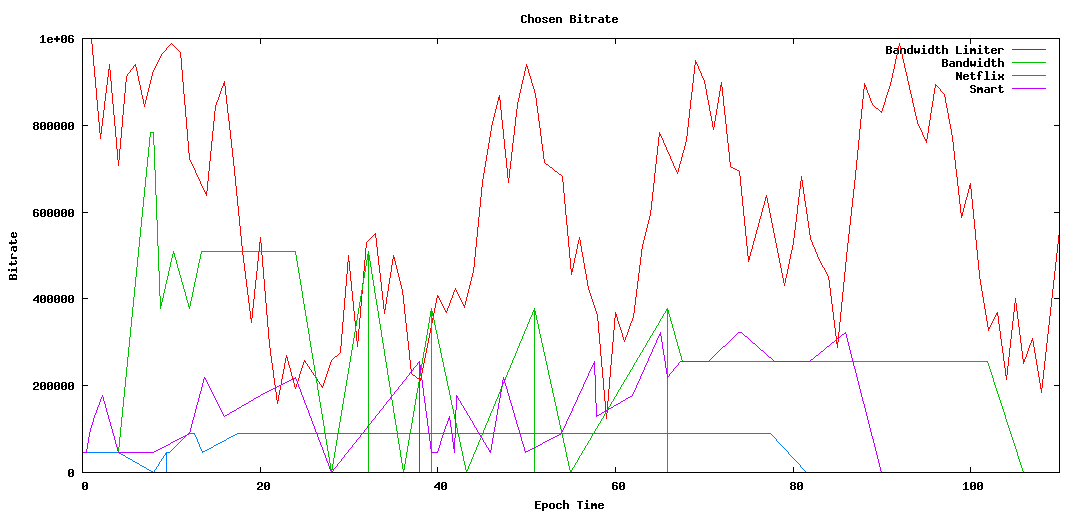 Chosen Bitrate
1e+06
800000
600000
400000
200000
0
Bitrate
Bandwidth Limiter
Bandwidth
Netflix
Smart
0 20 40 60 80 100
Epoch Time